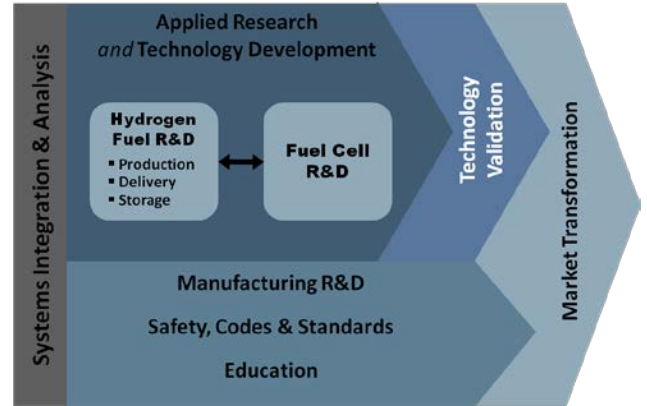 Systems Integration & Analysis
Applied Research
and Technology Development
Hydrogen
Fuel R&D
▪ Production
▪ Delivery
▪ Storage
Fuel Cell
R&D
Technology
Validation
Market Transformation
Manufacturing R&D
Safety, Codes & Standards
Education